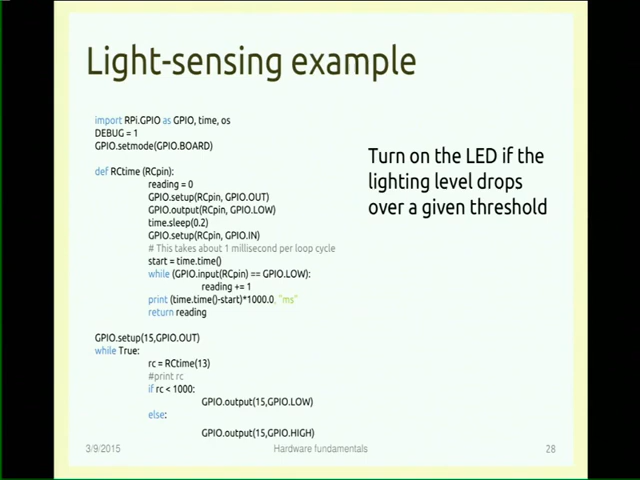 Light-sensing example
import RPi.GPIO as GPIO, time, os
DEBUG = 1
GPIO.setmode(GPIO.BOARD)
def RCtime (RCpin):
reading = 0
GPIO.setup(RCpin, GPIO.OUT)
GPIO.output(RCpin, GPIO.LOW)
time.sleep(0.2)
GPIO.setup(RCpin, GPIO.IN)
# This takes about 1 millisec per loop cycle
start = time.time()
while (GPIO.input(RCpin) == GPIO.LOW):
reading += 1
print (time.time()-start)*1000.0, "ms"
return reading
GPIO.setup(15,GPIO.OUT)
while True:
rc = RCtime(13)
#print rc
if rc < 1000:
GPIO.output(15,GPIO.LOW)
else:
GPIO.output(15,GPIO.HIGH)
Turn on the LED if the
lighting level drops
over a given threshold
3/9/2015
Hardware fundamentals
28